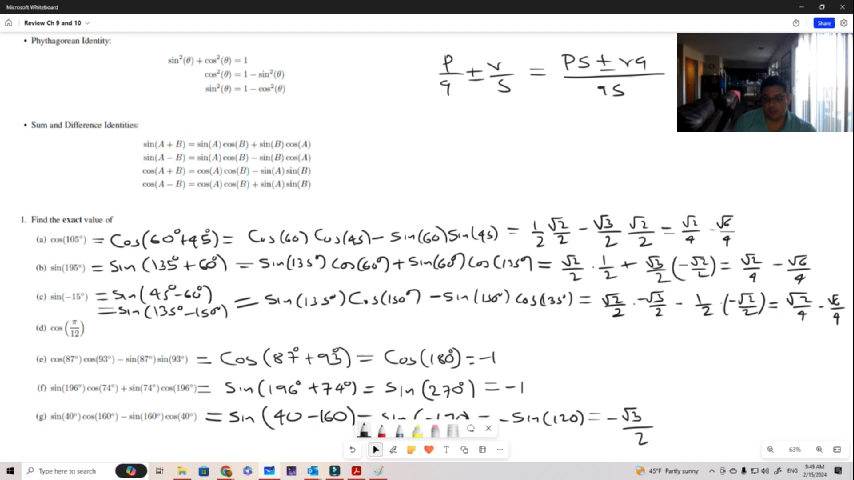 Microsoft Whiteboard
Review Ch 9 and 10
Share
• Phythagorean Identity:
sin²(θ) + cos²(θ) = 1
cos²(θ) = 1 − sin²(θ)
sin²(θ) = 1 − cos²(θ)
p/q ± r/s = (ps ± rq)/qs
• Sum and Difference Identities:
sin(A + B) = sin(A) cos(B) + sin(B) cos(A)
sin(A − B) = sin(A) cos(B) − sin(B) cos(A)
cos(A + B) = cos(A) cos(B) − sin(A) sin(B)
cos(A − B) = cos(A) cos(B) + sin(A) sin(B)
1. Find the exact value of
(a) cos(105°) = Cos(60°+45°) = Cos(60) Cos(45) − Sin(60) Sin(45) = 1/2 √2/2 − √3/2 √2/2 = √2/4 − √6/4
(b) sin(195°) = Sin(135° + 60°) = Sin(135°) Cos(60°) + Sin(60°) Cos(135°) = √2/2 · 1/2 + √3/2 (−√2/2) = √2/4 − √6/4
(c) sin(−15°) = Sin(45° − 60°)
= Sin(135° − 150°) = Sin(135°) Cos(150°) − Sin(150°) Cos(135°) = √2/2 · −√3/2 − 1/2 · (−√2/2) = √2/4 − √6/4
(d) cos(π/12)
(e) cos(87°) cos(93°) − sin(87°) sin(93°) = Cos(87° + 93°) = Cos(180°) = −1
(f) sin(196°) cos(74°) + sin(74°) cos(196°) = Sin(196° + 74°) = Sin(270°) = −1
(g) sin(40°) cos(160°) − sin(160°) cos(40°) = Sin(40 − 160) = Sin(−120) = −Sin(120) = −√3/2
63%
Type here to search
45°F Partly sunny
ENG
9:49 AM
2/15/2024